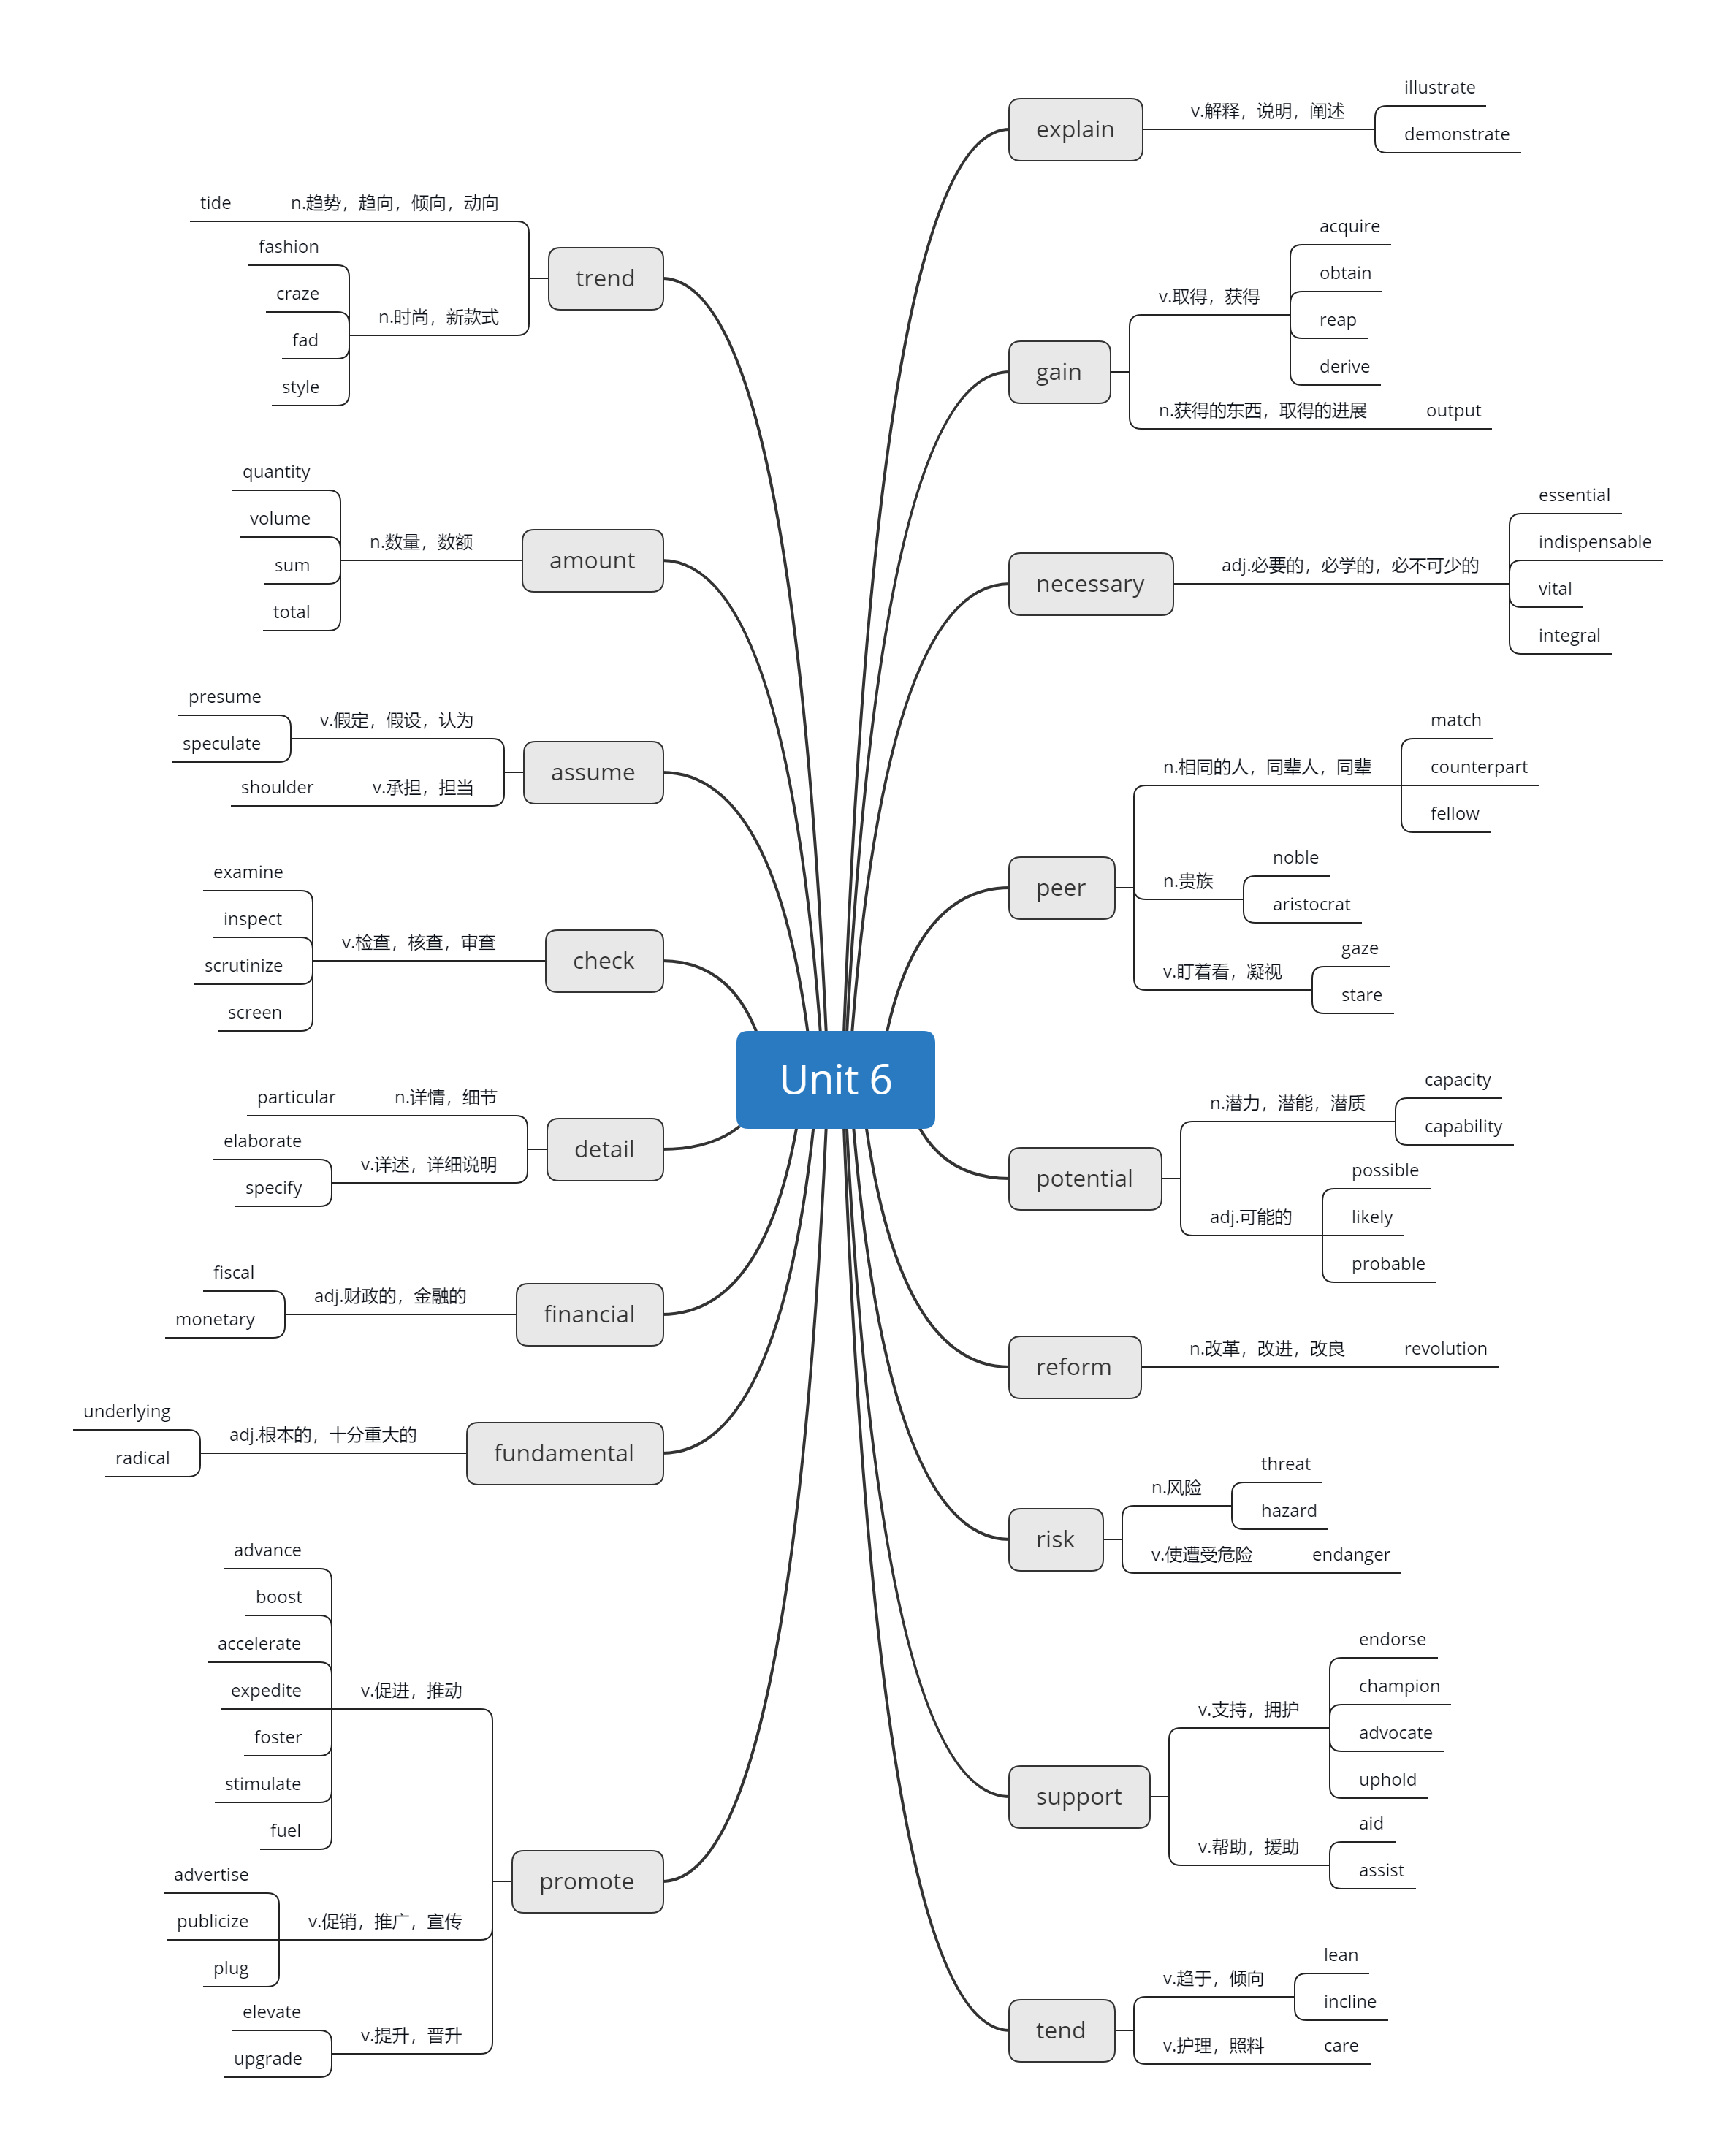 Unit 6
explain
v.解释，说明，阐述
illustrate
demonstrate
gain
v.取得，获得
acquire
obtain
reap
derive
n.获得的东西，取得的进展
output
necessary
adj.必要的，必学的，必不可少的
essential
indispensable
vital
integral
peer
n.相同的人，同辈人，同辈
match
counterpart
fellow
n.贵族
noble
aristocrat
v.盯着看，凝视
gaze
stare
potential
n.潜力，潜能，潜质
capacity
capability
adj.可能的
possible
likely
probable
reform
n.改革，改进，改良
revolution
risk
n.风险
threat
hazard
v.使遭受危险
endanger
support
v.支持，拥护
endorse
champion
advocate
uphold
v.帮助，援助
aid
assist
tend
v.趋于，倾向
lean
incline
v.护理，照料
care
trend
n.趋势，趋向，倾向，动向
tide
n.时尚，新款式
fashion
craze
fad
style
amount
n.数量，数额
quantity
volume
sum
total
assume
v.假定，假设，认为
presume
speculate
v.承担，担当
shoulder
check
v.检查，核查，审查
examine
inspect
scrutinize
screen
detail
n.详情，细节
particular
v.详述，详细说明
elaborate
specify
financial
adj.财政的，金融的
fiscal
monetary
fundamental
adj.根本的，十分重大的
underlying
radical
promote
v.促进，推动
advance
boost
accelerate
expedite
foster
stimulate
fuel
v.促销，推广，宣传
advertise
publicize
plug
v.提升，晋升
elevate
upgrade